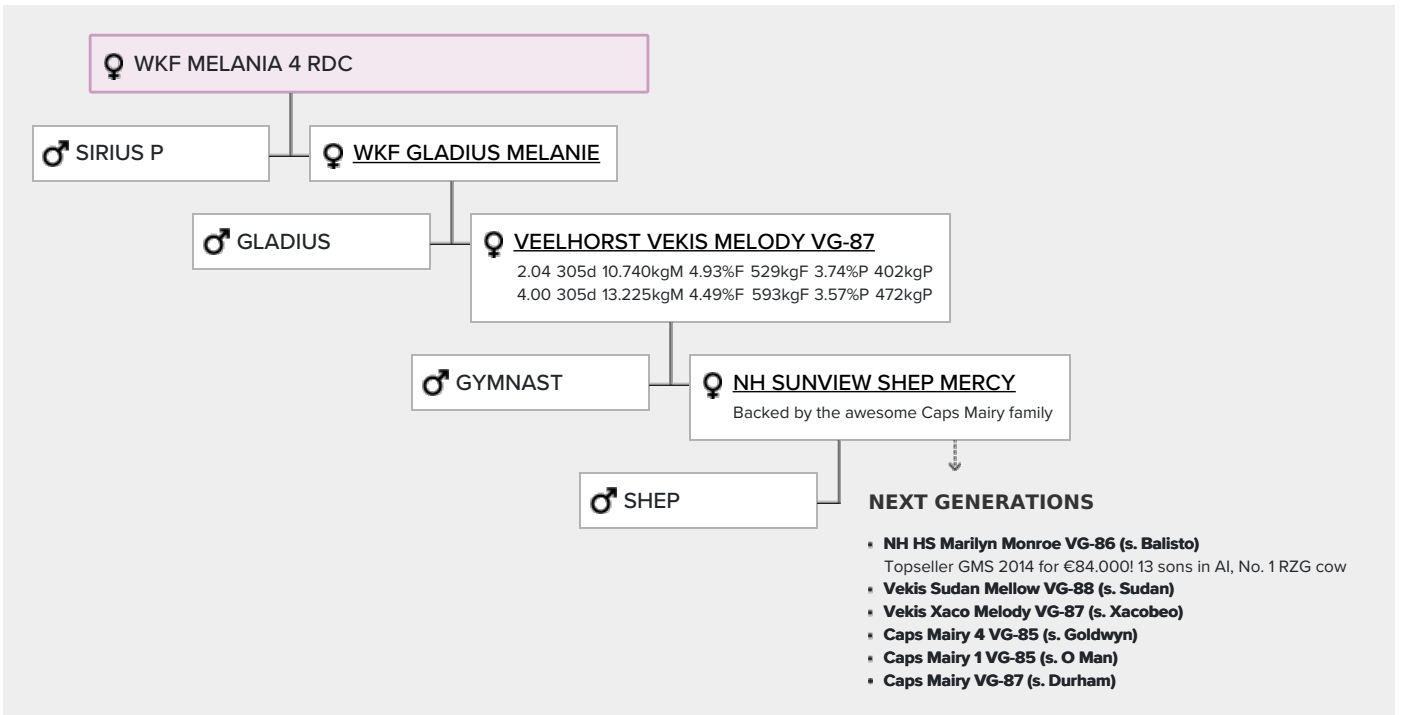 ♀ WKF MELANIA 4 RDC
♂ SIRIUS P
♀ WKF GLADIUS MELANIE
♂ GLADIUS
♀ VEELHORST VEKIS MELODY VG-87
2.04 305d 10.740kgM 4.93%F 529kgF 3.74%P 402kgP
4.00 305d 13.225kgM 4.49%F 593kgF 3.57%P 472kgP
♂ GYMNAST
♀ NH SUNVIEW SHEP MERCY
Backed by the awesome Caps Mairy family
♂ SHEP
NEXT GENERATIONS
▪ NH HS Marilyn Monroe VG-86 (s. Balisto)
Topseller GMS 2014 for €84.000! 13 sons in AI, No. 1 RZG cow
▪ Vekis Sudan Mellow VG-88 (s. Sudan)
▪ Vekis Xaco Melody VG-87 (s. Xacobeo)
▪ Caps Mairy 4 VG-85 (s. Goldwyn)
▪ Caps Mairy 1 VG-85 (s. O Man)
▪ Caps Mairy VG-87 (s. Durham)